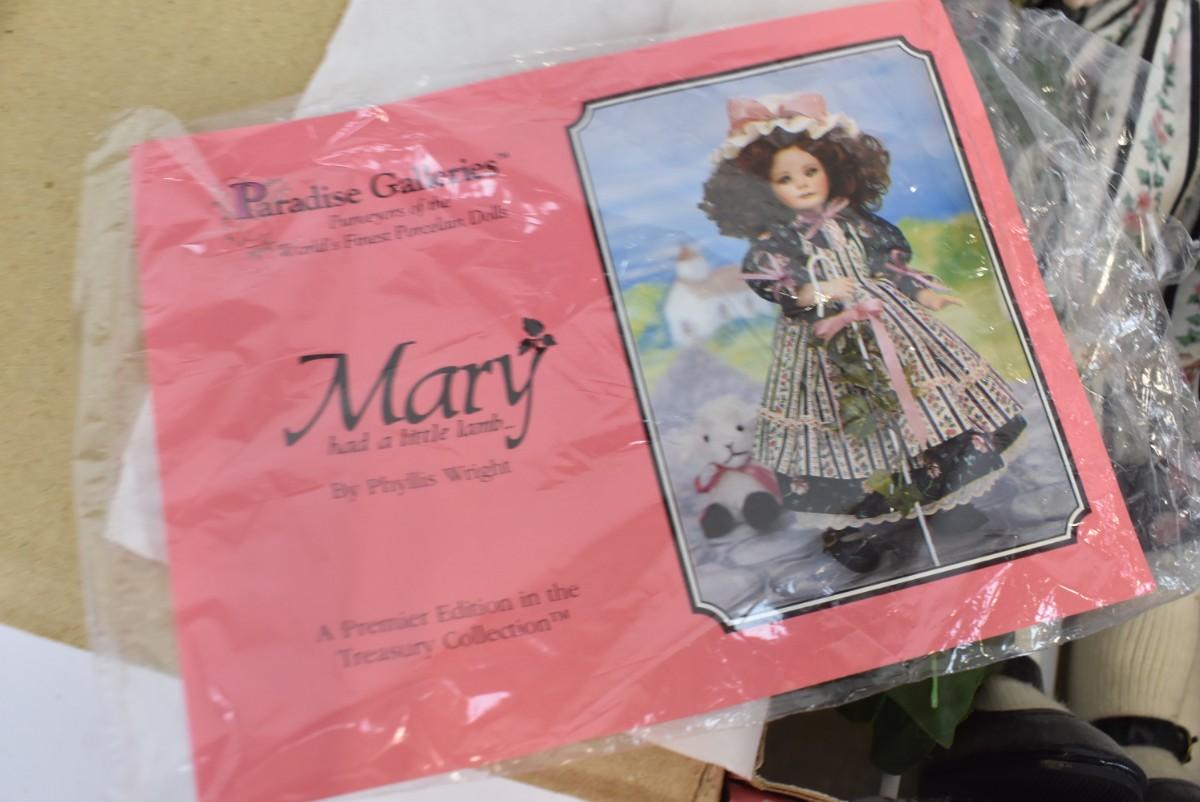 Paradise Galleries™
Purveyors of the
World's Finest Porcelain Dolls
Mary
had a little lamb...
By Phyllis Wright
A Premier Edition in the
Treasury Collection™